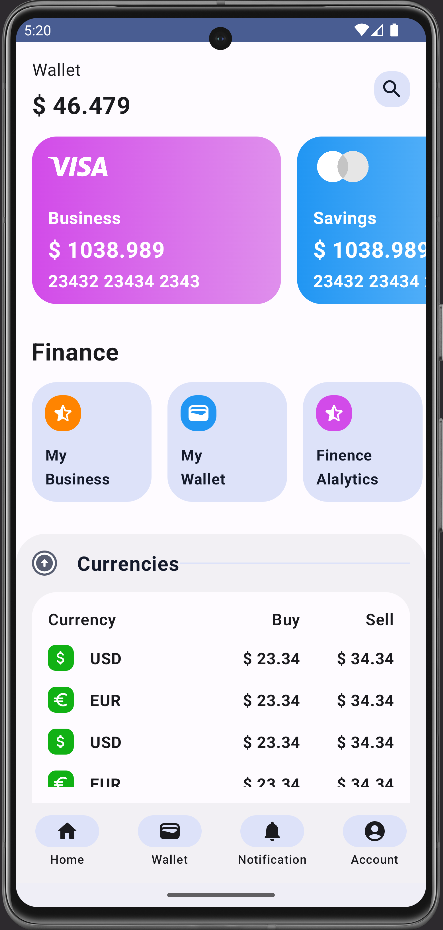 5:20
Wallet
$ 46.479
VISA
Business
$ 1038.989
23432 23434 2343
Savings
$ 1038.989
23432 23434
Finance
My
Business
My
Wallet
Finence
Alalytics
Currencies
Currency Buy Sell
$ USD $ 23.34 $ 34.34
€ EUR $ 23.34 $ 34.34
$ USD $ 23.34 $ 34.34
€ EUR $ 23.34 $ 34.34
Home Wallet Notification Account